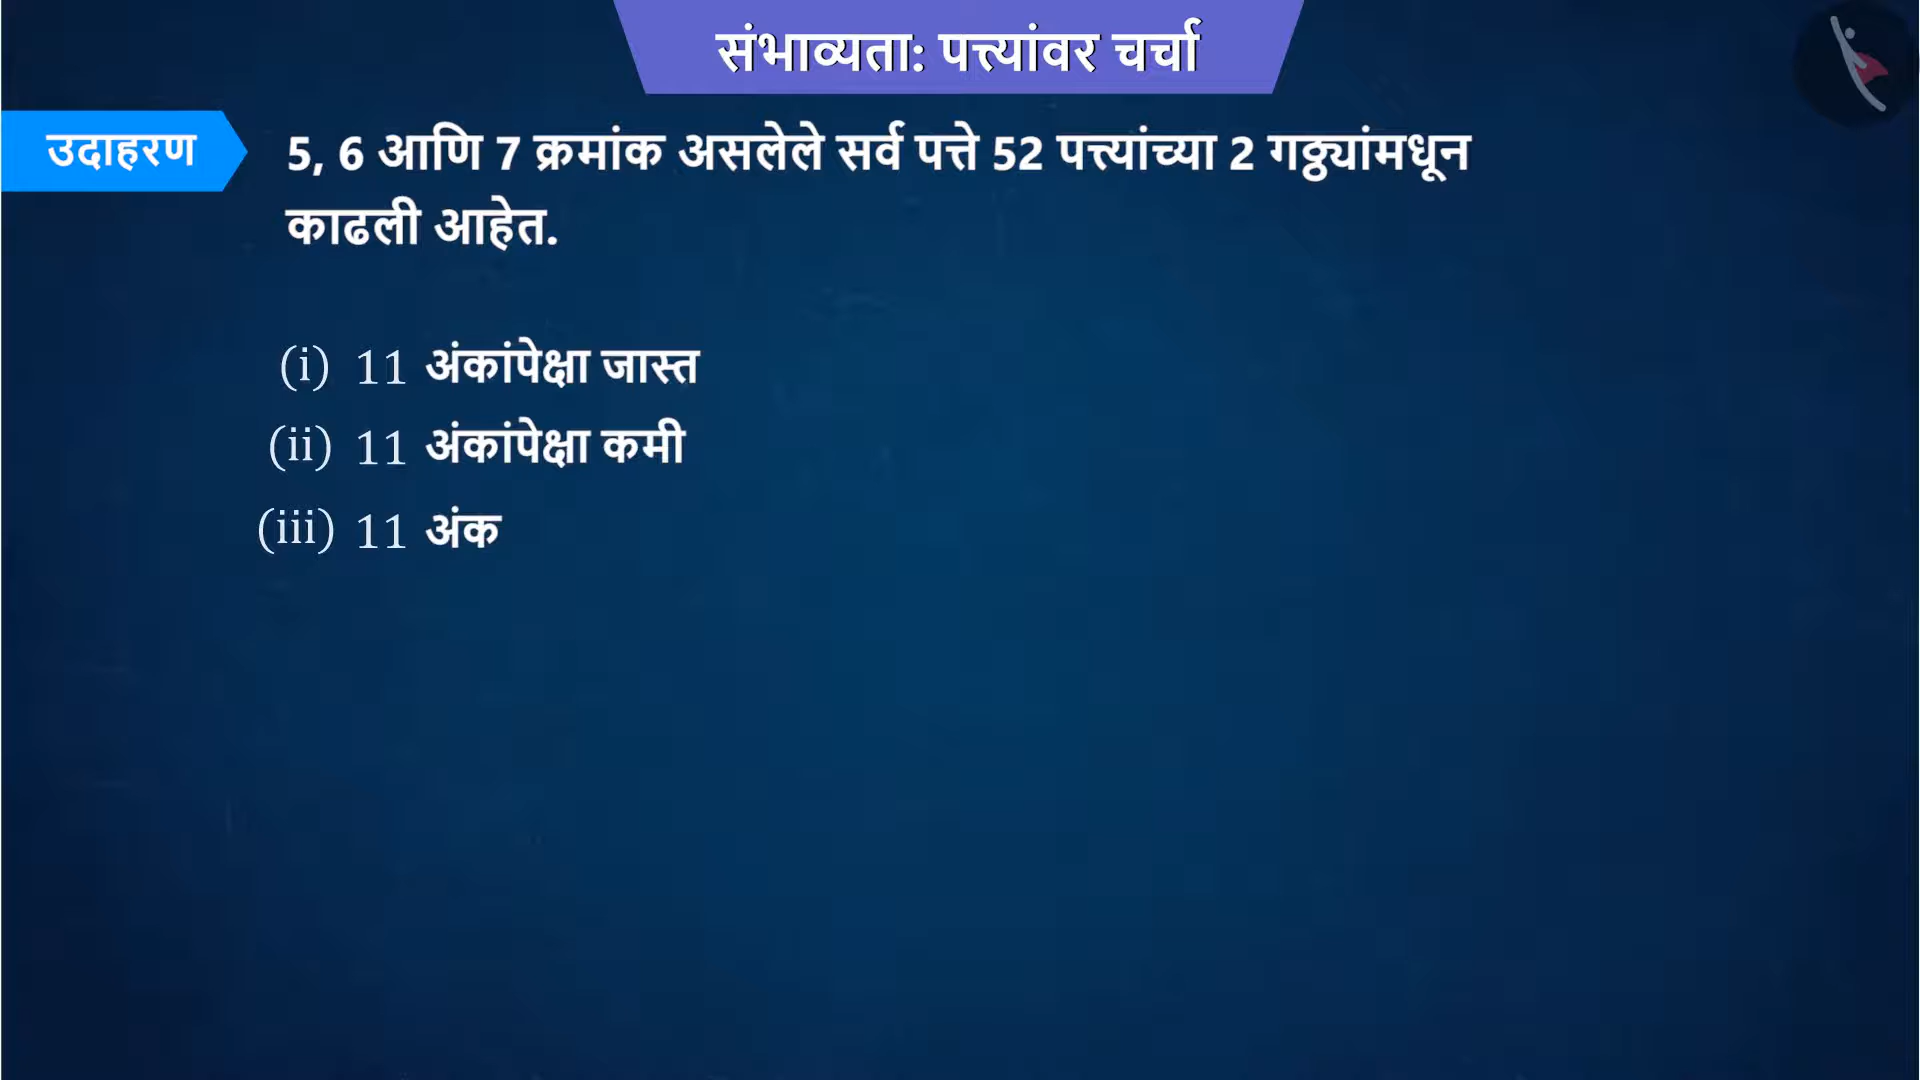 संभाव्यता: पत्त्यांवर चर्चा
उदाहरण
5, 6 आणि 7 क्रमांक असलेले सर्व पत्ते 52 पत्त्यांच्या 2 गठ्ठ्यांमधून
काढली आहेत.
(i) 11 अंकांपेक्षा जास्त
(ii) 11 अंकांपेक्षा कमी
(iii) 11 अंक